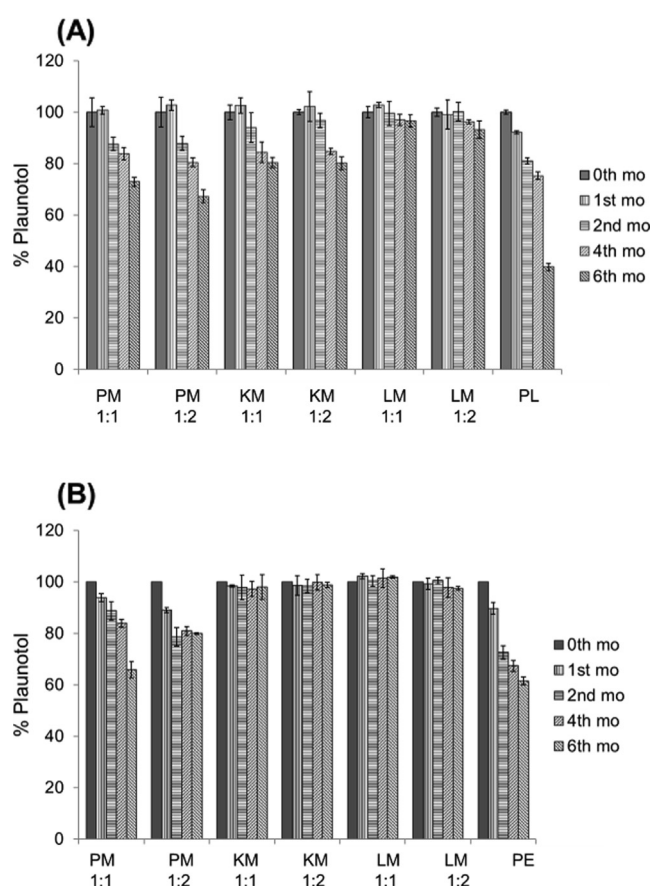 (A)
120
100
80
60
40
20
0
% Plaunotol
PM PM KM KM LM LM PL
1:1 1:2 1:1 1:2 1:1 1:2
0th mo
1st mo
2nd mo
4th mo
6th mo
(B)
120
100
80
60
40
20
0
% Plaunotol
PM PM KM KM LM LM PE
1:1 1:2 1:1 1:2 1:1 1:2
0th mo
1st mo
2nd mo
4th mo
6th mo